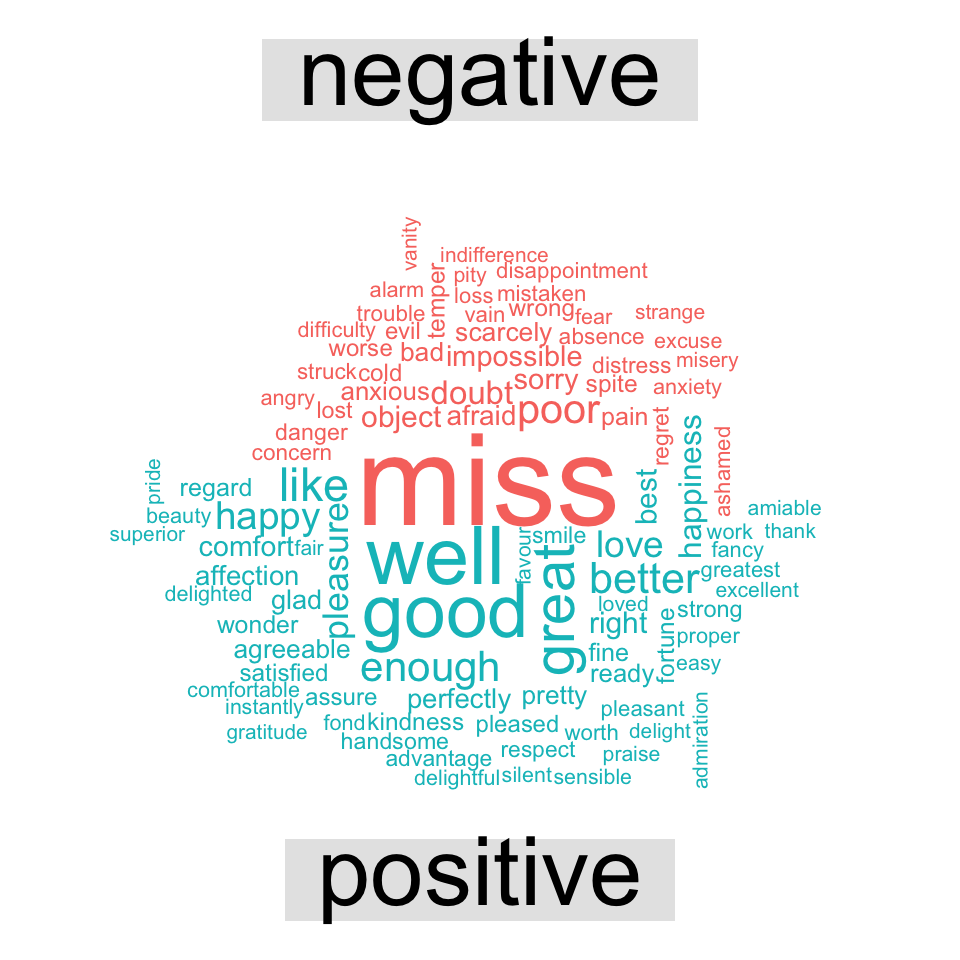 negative
vanity
indifference
pity disappointment
alarm temper loss mistaken
trouble vain wrong fear strange
difficulty evil scarcely absence excuse
worse bad impossible distress misery
struck cold sorry spite anxiety
angry anxious doubt
lost object afraid poor pain
danger regret ashamed
concern
miss
pride regard like best happiness amiable
beauty happy pleasure
superior well favour smile work thank
comfort fair great love fancy
affection better greatest
delighted glad good loved excellent
wonder right fortune strong
agreeable fine proper
satisfied enough ready easy
comfortable assure perfectly pretty
instantly pleasant admiration
gratitude fond kindness pleased worth delight
handsome respect praise
advantage
delightful silent sensible
positive